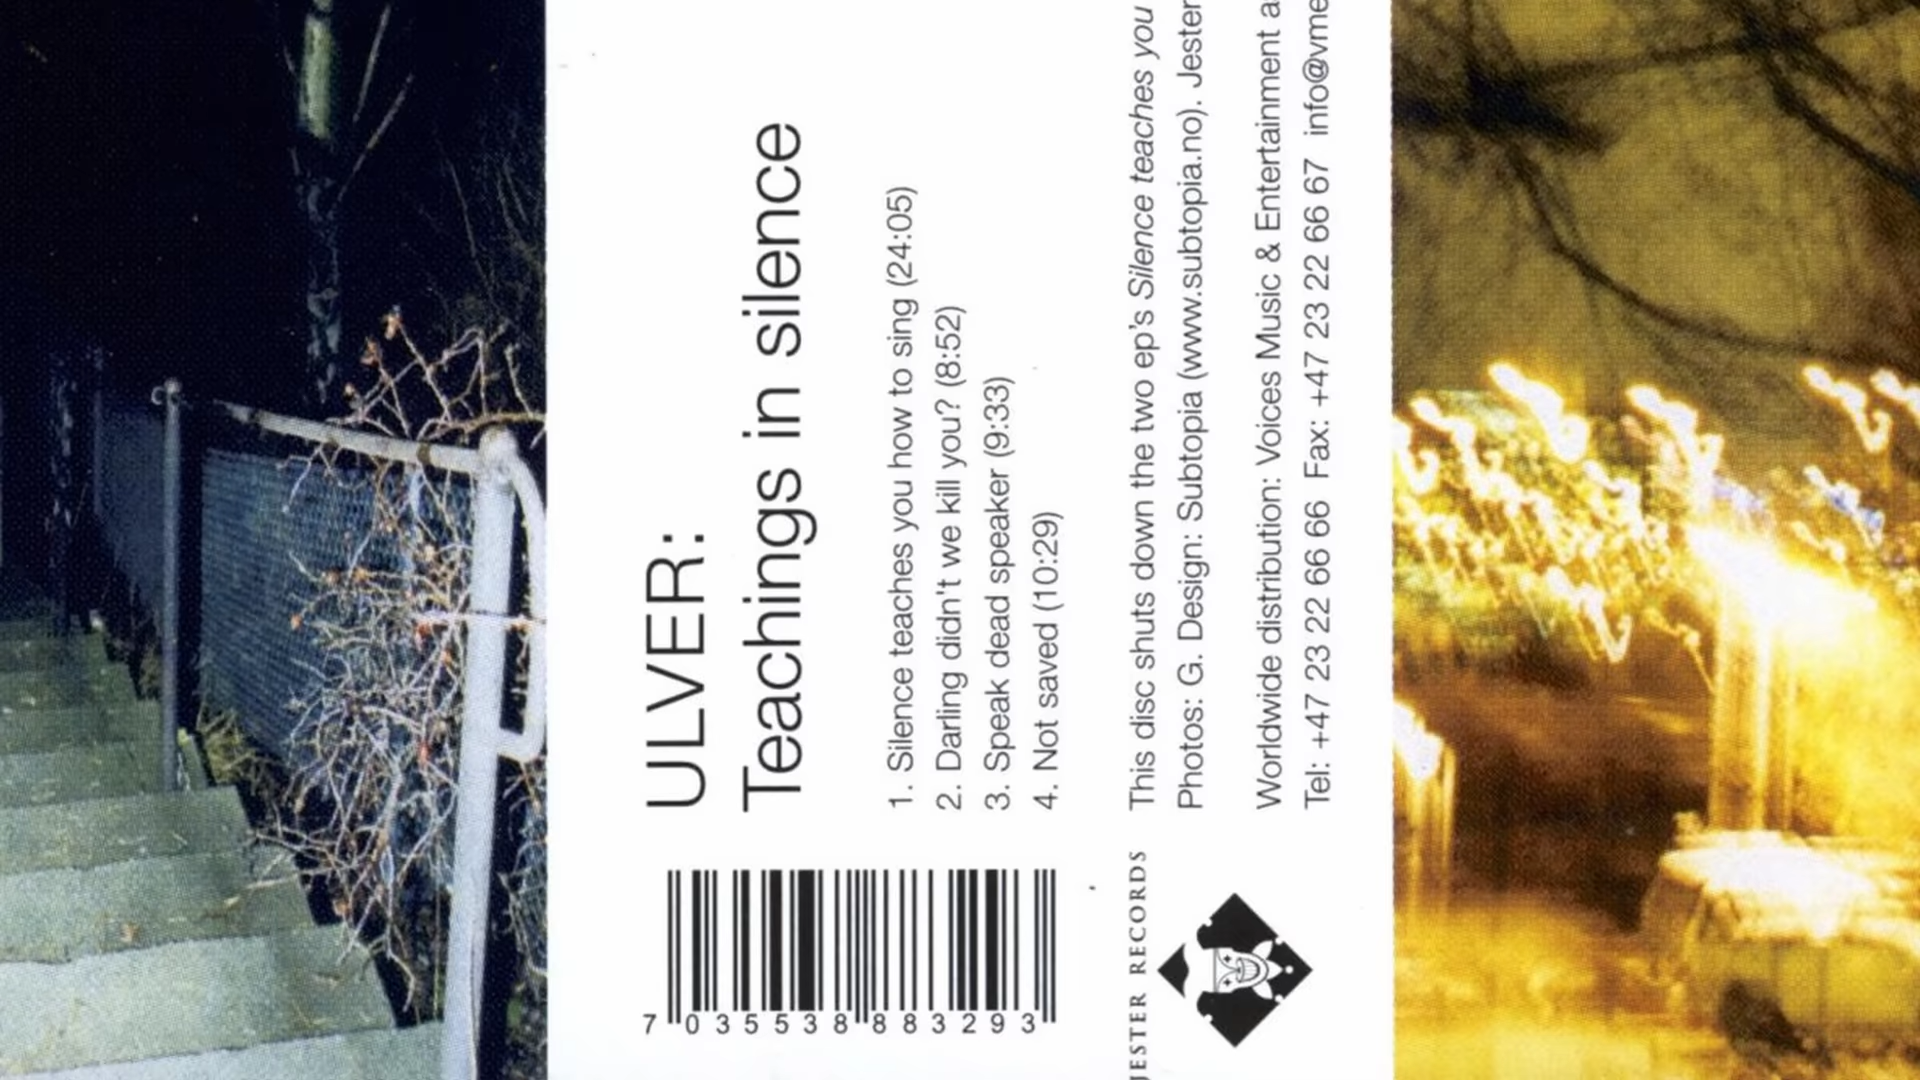 ULVER:
Teachings in silence
1. Silence teaches you how to sing (24:05)
2. Darling didn't we kill you? (8:52)
3. Speak dead speaker (9:33)
4. Not saved (10:29)
This disc shuts down the two ep's Silence teaches you
Photos: G. Design: Subtopia (www.subtopia.no). Jester
Worldwide distribution: Voices Music & Entertainment a
Tel: +47 23 22 66 66 Fax: +47 23 22 66 67 info@vme
7 035538 883293
JESTER RECORDS